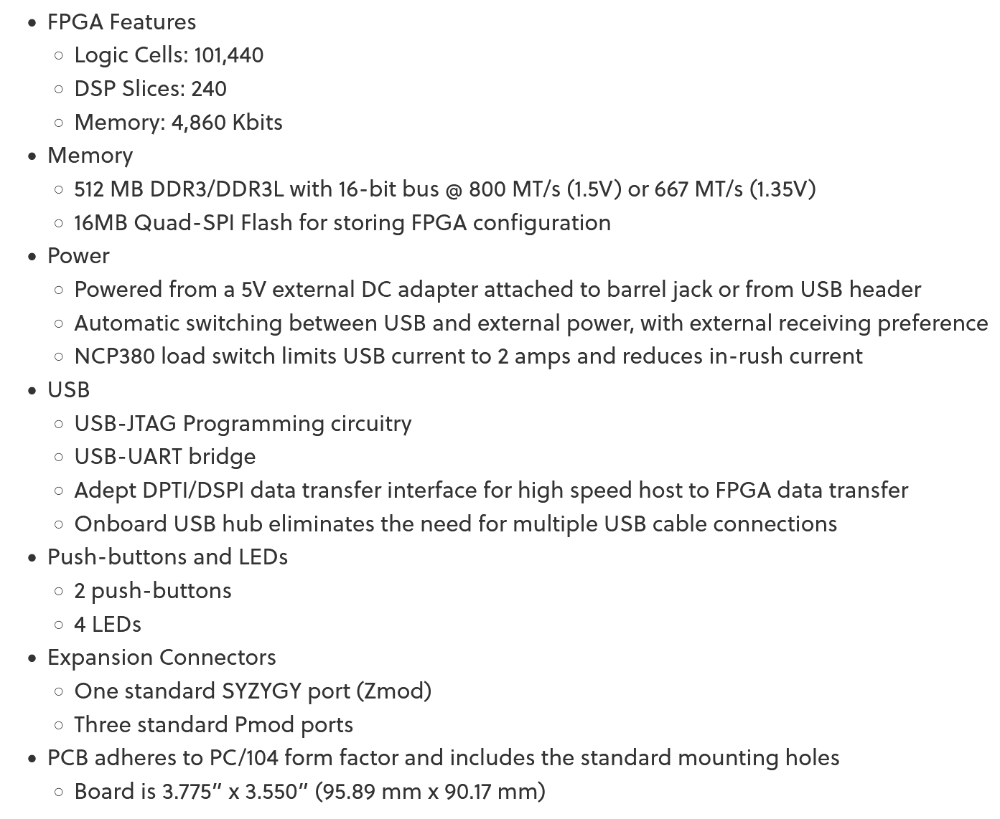 • FPGA Features
○ Logic Cells: 101,440
○ DSP Slices: 240
○ Memory: 4,860 Kbits
• Memory
○ 512 MB DDR3/DDR3L with 16-bit bus @ 800 MT/s (1.5V) or 667 MT/s (1.35V)
○ 16MB Quad-SPI Flash for storing FPGA configuration
• Power
○ Powered from a 5V external DC adapter attached to barrel jack or from USB header
○ Automatic switching between USB and external power, with external receiving preference
○ NCP380 load switch limits USB current to 2 amps and reduces in-rush current
• USB
○ USB-JTAG Programming circuitry
○ USB-UART bridge
○ Adept DPTI/DSPI data transfer interface for high speed host to FPGA data transfer
○ Onboard USB hub eliminates the need for multiple USB cable connections
• Push-buttons and LEDs
○ 2 push-buttons
○ 4 LEDs
• Expansion Connectors
○ One standard SYZYGY port (Zmod)
○ Three standard Pmod ports
• PCB adheres to PC/104 form factor and includes the standard mounting holes
○ Board is 3.775” x 3.550” (95.89 mm x 90.17 mm)